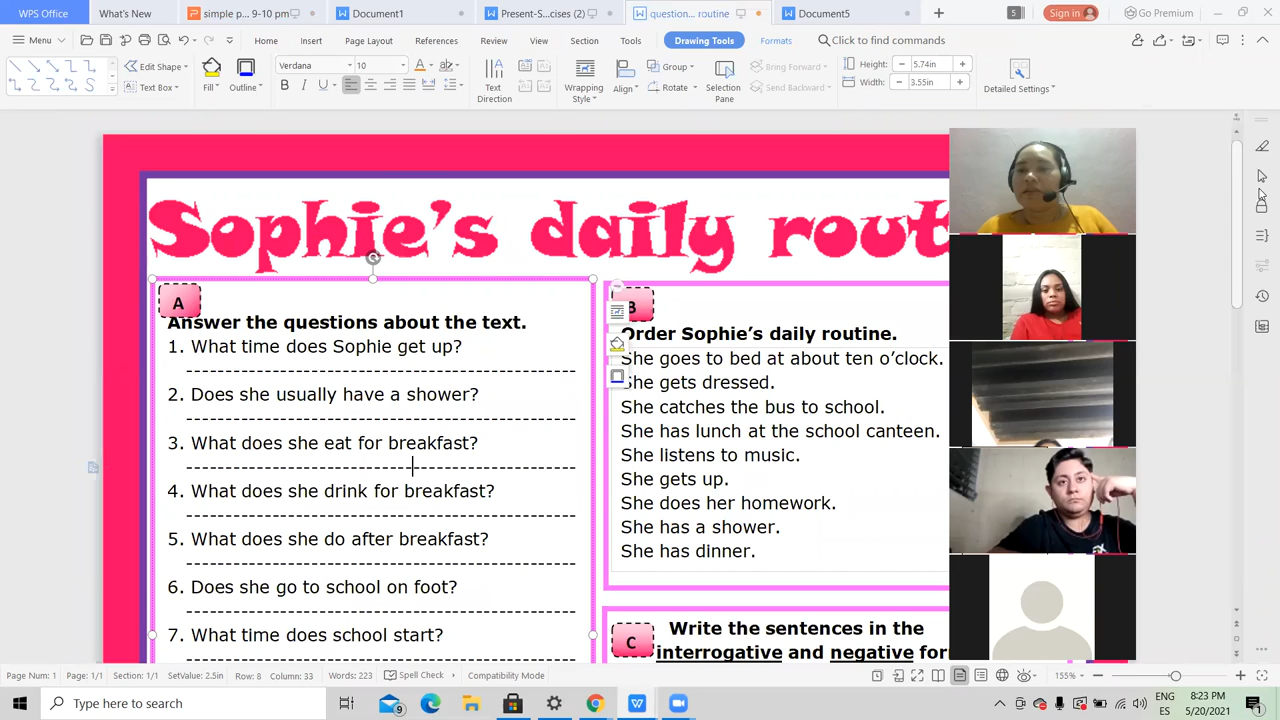 WPS Office
What's New
simple p...9-10 pm
Present-...cises (2)
question... routine
Document5
S
Sign in
Go Premium
Menu
Home
Insert
Page Layout
References
Review
View
Section
Tools
Drawing Tools
Formats
Click to find commands
Edit Shape
Text Box
Fill
Outline
Verdana
10
B I U A
Text
Direction
Wrapping
Style
Align
Group
Rotate
Selection
Pane
Bring Forward
Send Backward
Height: 5.74in
Width: 3.55in
Detailed Settings
Sophie's daily rout
A
Answer the questions about the text.
1. What time does Sophie get up?
2. Does she usually have a shower?
3. What does she eat for breakfast?
4. What does she drink for breakfast?
5. What does she do after breakfast?
6. Does she go to school on foot?
7. What time does school start?
B
Order Sophie's daily routine.
She goes to bed at about ten o'clock.
She gets dressed.
She catches the bus to school.
She has lunch at the school canteen.
She listens to music.
She gets up.
She does her homework.
She has a shower.
She has dinner.
C
Write the sentences in the
interrogative and negative for
Page Num: 1
Page: 1/1
Section: 1/1
Spell Check
Compatibility Mode
155%
Type here to search
9
ENG
ES
8:23 PM
5/20/2021
1